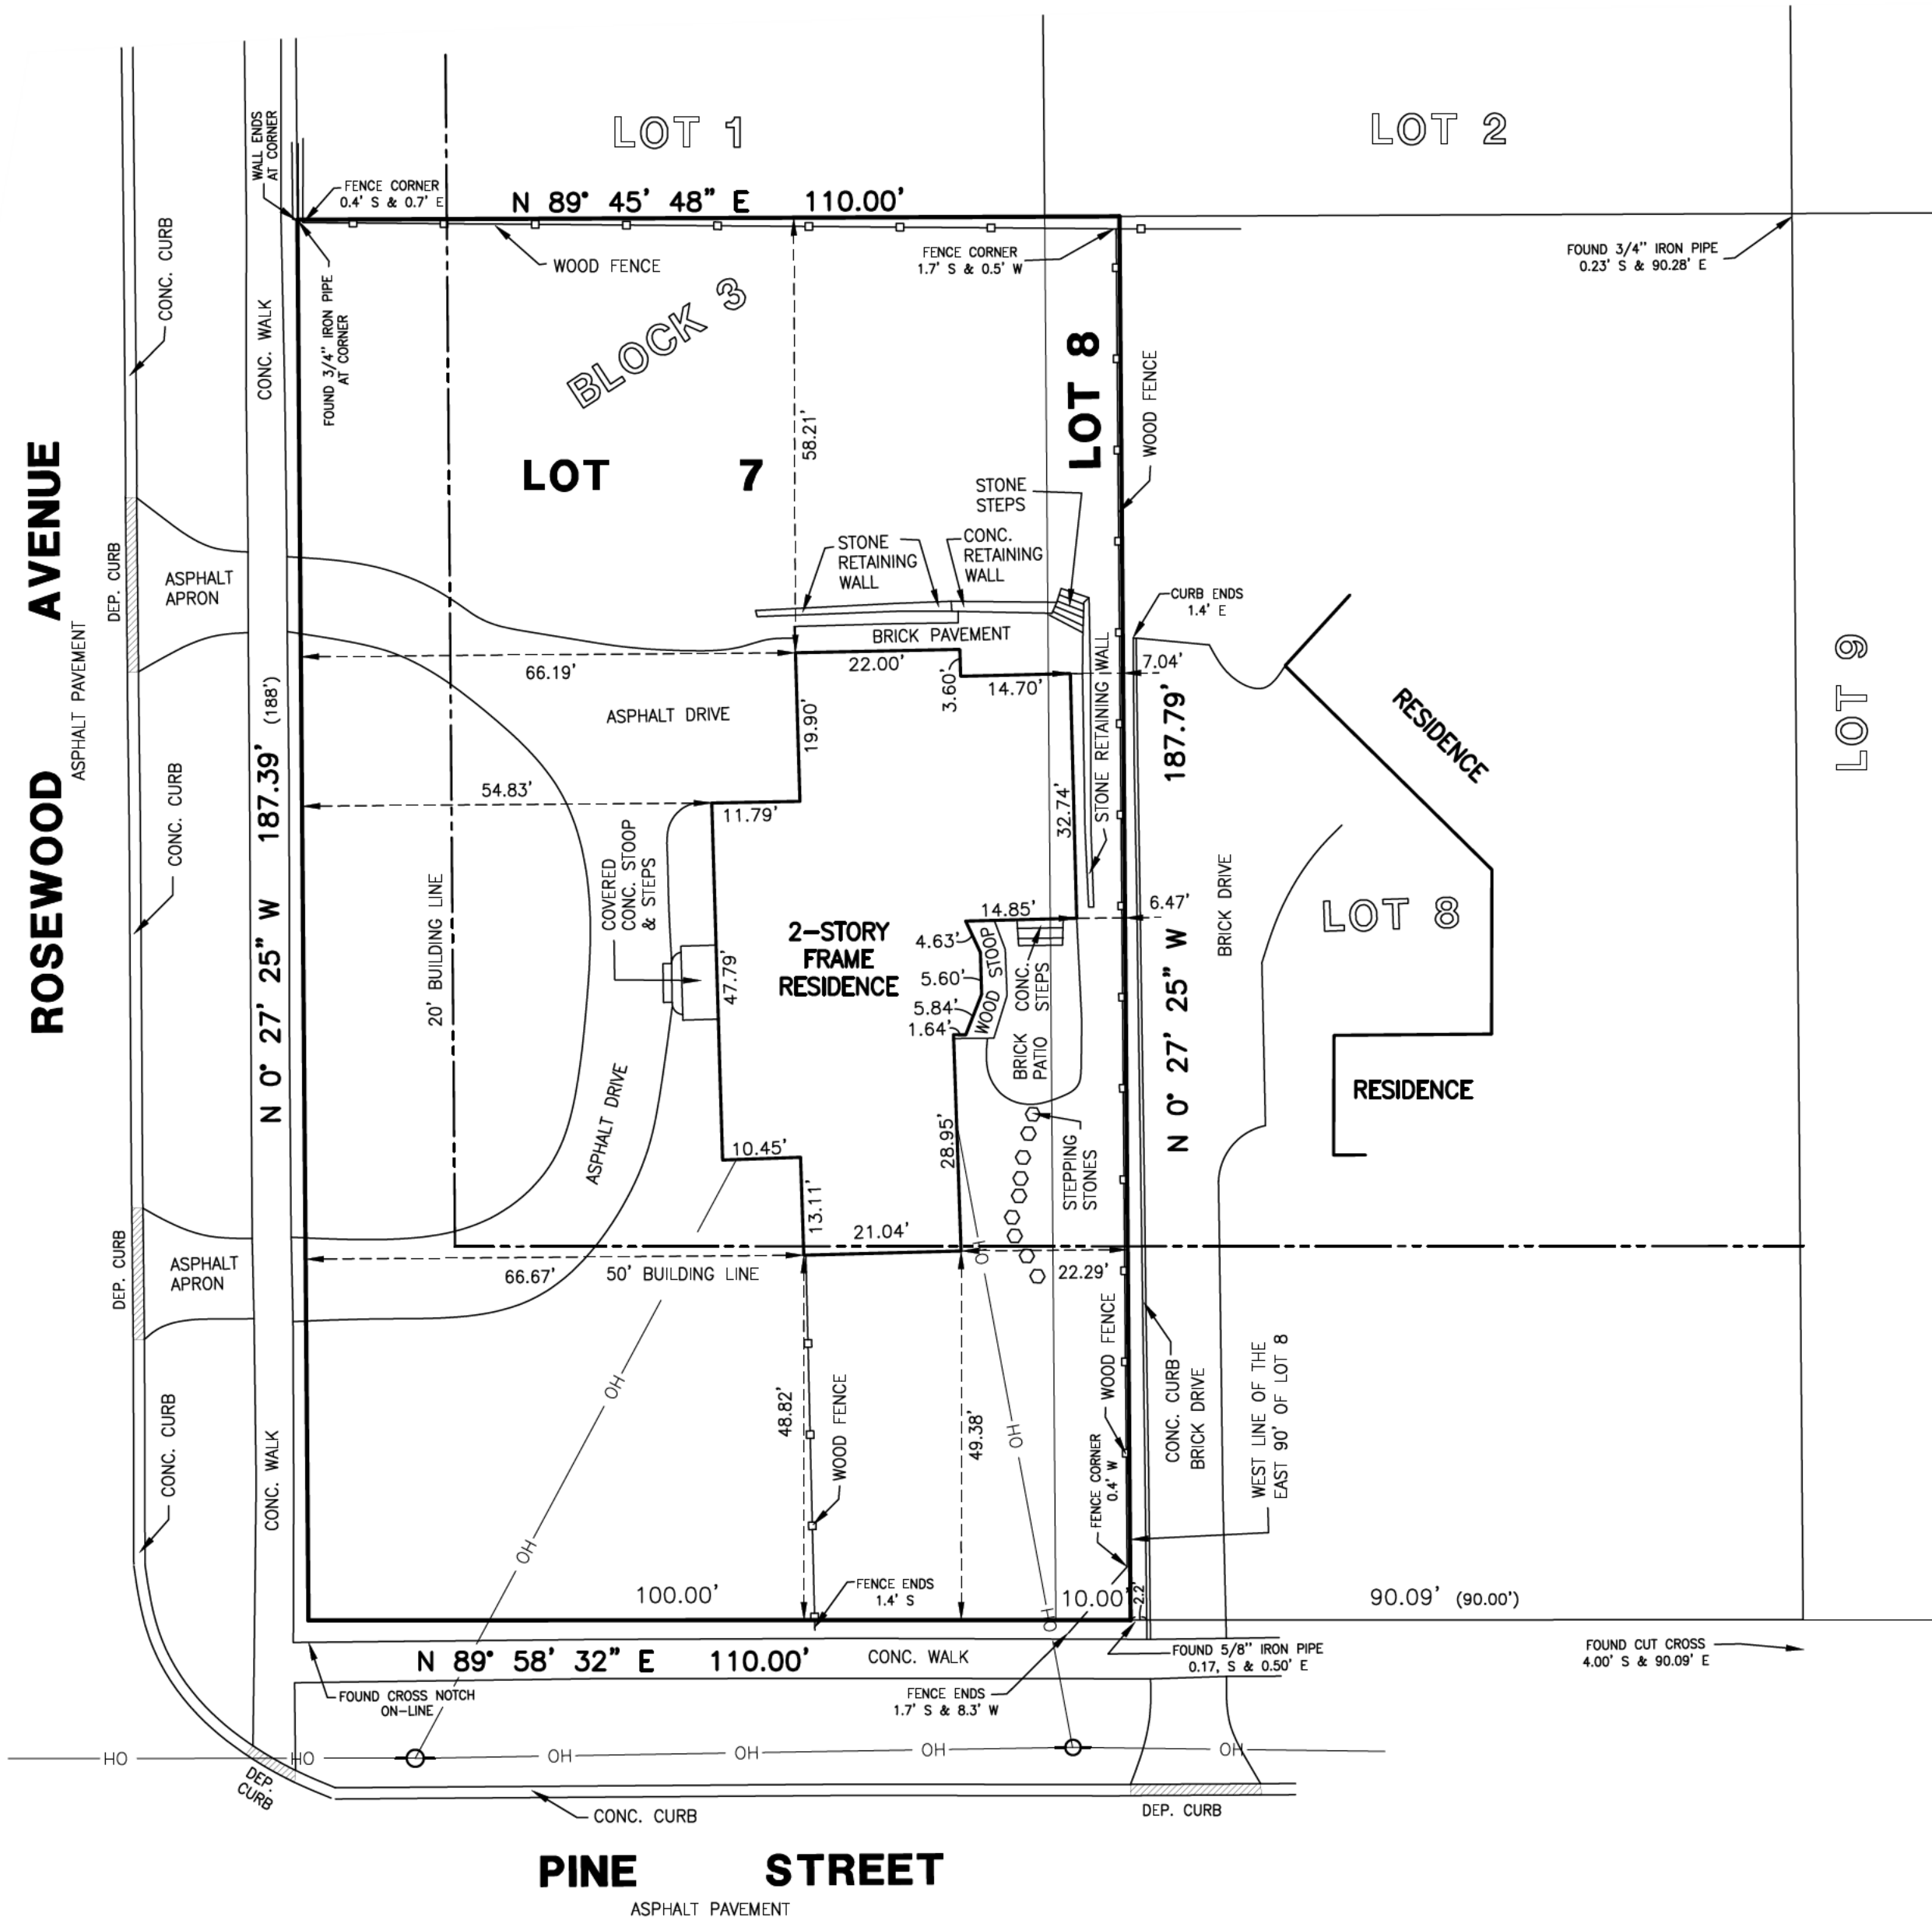 LOT 1
LOT 2
WALL ENDS
AT CORNER
FENCE CORNER
0.4' S & 0.7' E
N 89° 45' 48" E 110.00'
CONC. CURB
CONC. WALK
FOUND 3/4" IRON PIPE
AT CORNER
WOOD FENCE
FENCE CORNER
1.7' S & 0.5' W
FOUND 3/4" IRON PIPE
0.23' S & 90.28' E
BLOCK 3
LOT 8
WOOD FENCE
58.21'
LOT 7
STONE
STEPS
STONE
RETAINING
WALL
CONC.
RETAINING
WALL
ROSEWOOD AVENUE
ASPHALT PAVEMENT
DEP. CURB
ASPHALT
APRON
CURB ENDS
1.4' E
BRICK PAVEMENT
66.19'
22.00'
3.60'
14.70'
7.04'
STONE RETAINING WALL
LOT 9
N 0° 27' 25" W 187.39' (188')
ASPHALT DRIVE
19.90'
187.79'
RESIDENCE
CONC. CURB
54.83'
11.79'
32.74'
20' BUILDING LINE
COVERED
CONC. STOOP
& STEPS
2-STORY
FRAME
RESIDENCE
47.79'
14.85'
6.47'
4.63'
5.60'
5.84'
1.64'
WOOD STOOP
CONC.
STEPS
BRICK
PATIO
BRICK DRIVE
LOT 8
N 0° 27' 25" W
RESIDENCE
ASPHALT DRIVE
10.45'
13.11'
28.95'
STEPPING
STONES
21.04'
DEP. CURB
ASPHALT
APRON
66.67'
50' BUILDING LINE
22.29'
OH
OH
OH
OH
OH
CONC. CURB
CONC. WALK
48.82'
WOOD FENCE
49.38'
FENCE CORNER
0.4' W
WOOD FENCE
CONC. CURB
BRICK DRIVE
WEST LINE OF THE
EAST 90' OF LOT 8
100.00'
FENCE ENDS
1.4' S
10.00'
2.2'
90.09' (90.00')
N 89° 58' 32" E 110.00'
CONC. WALK
FOUND 5/8" IRON PIPE
0.17, S & 0.50' E
FOUND CUT CROSS
4.00' S & 90.09' E
FOUND CROSS NOTCH
ON-LINE
FENCE ENDS
1.7' S & 8.3' W
OH
OH
OH
OH
OH
OH
DEP.
CURB
CONC. CURB
DEP. CURB
PINE STREET
ASPHALT PAVEMENT